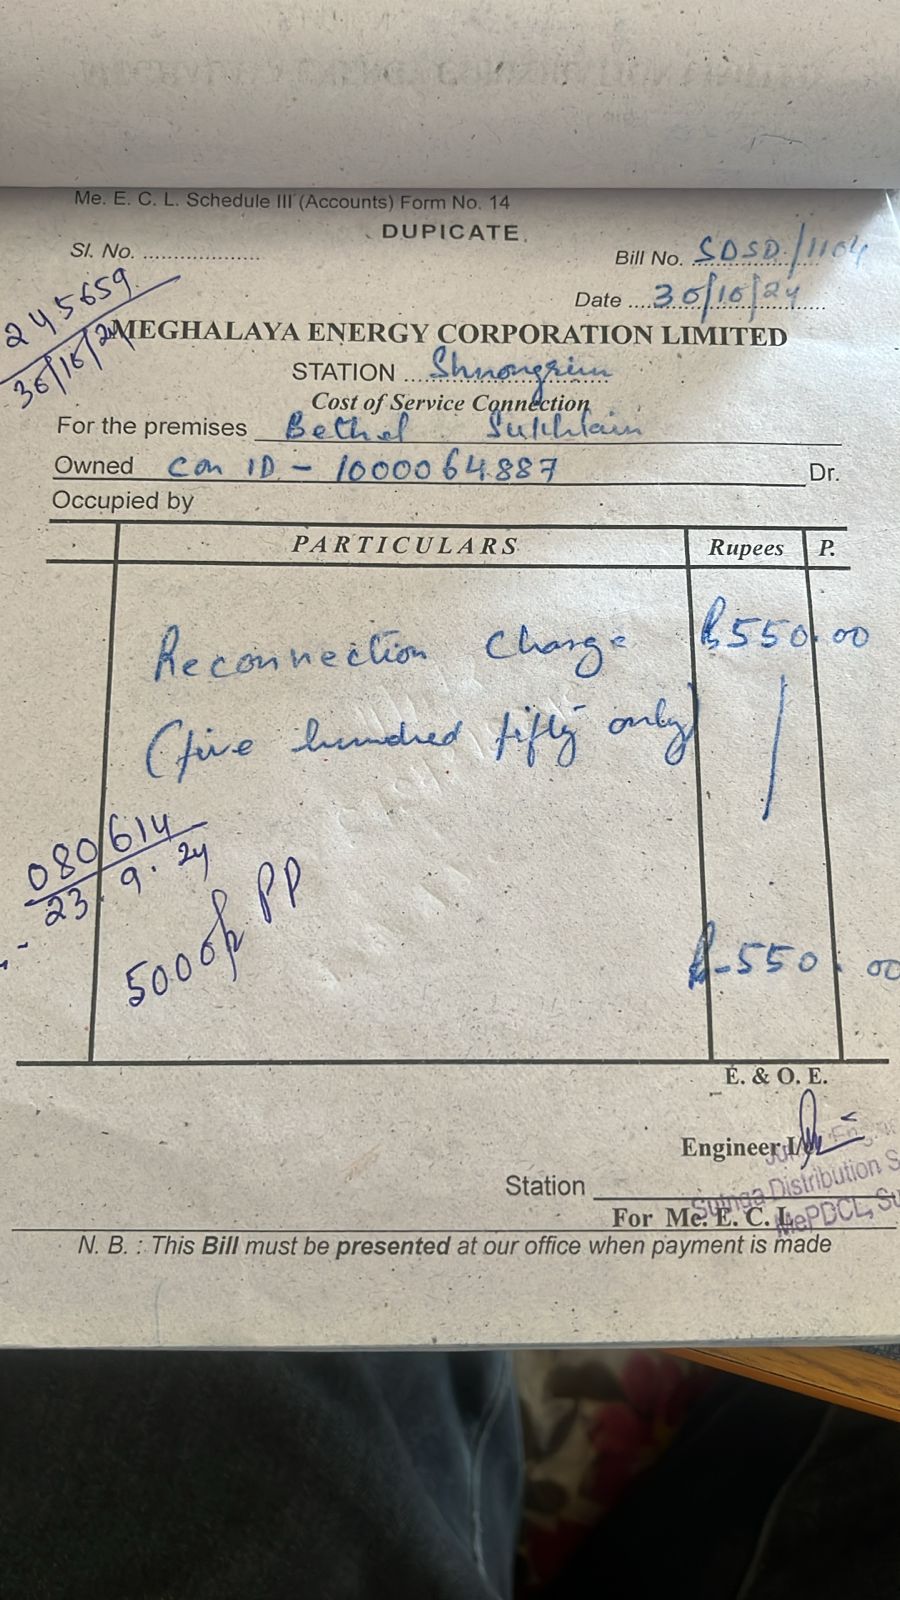 Me. E. C. L. Schedule III (Accounts) Form No. 14
DUPICATE
Sl. No. ....................
Bill No. SDSD/1104
Date 30/10/24
245659
30/10/24
MEGHALAYA ENERGY CORPORATION LIMITED
STATION Shnongrim
Cost of Service Connection
For the premises Bethel
Owned Con ID - 1000064887 Dr.
Occupied by
PARTICULARS Rupees P.
Reconnection Charge 550.00
(five hundred fifty only)
080614
23.9.24
PP
550.00
E. & O. E.
Engineer I/c
Station
Distribution
MePDCL,
For Me. E. C. L.
N. B. : This Bill must be presented at our office when payment is made